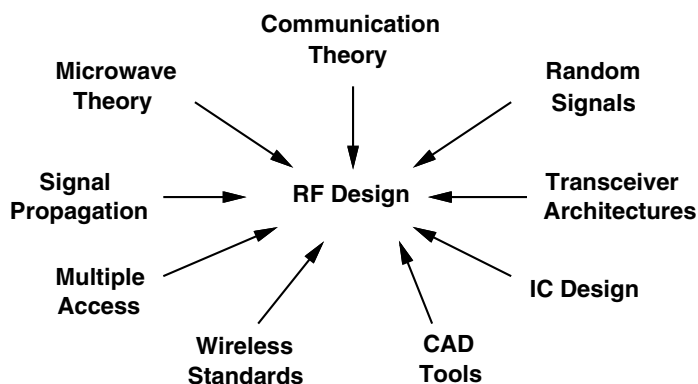 Communication
Theory
Microwave
Theory
Random
Signals
Signal
Propagation
RF Design
Transceiver
Architectures
Multiple
Access
IC Design
Wireless
Standards
CAD
Tools